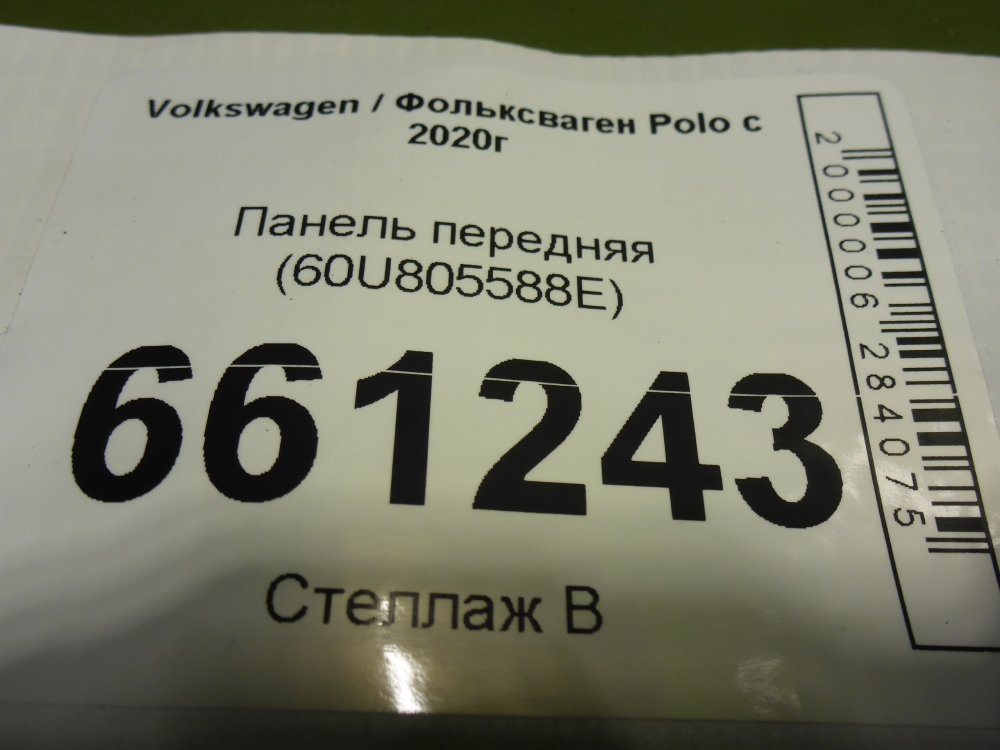 Volkswagen / Фольксваген Polo с
2020г
Панель передняя
(60U805588E)
661243
Стеллаж В
2000006284075